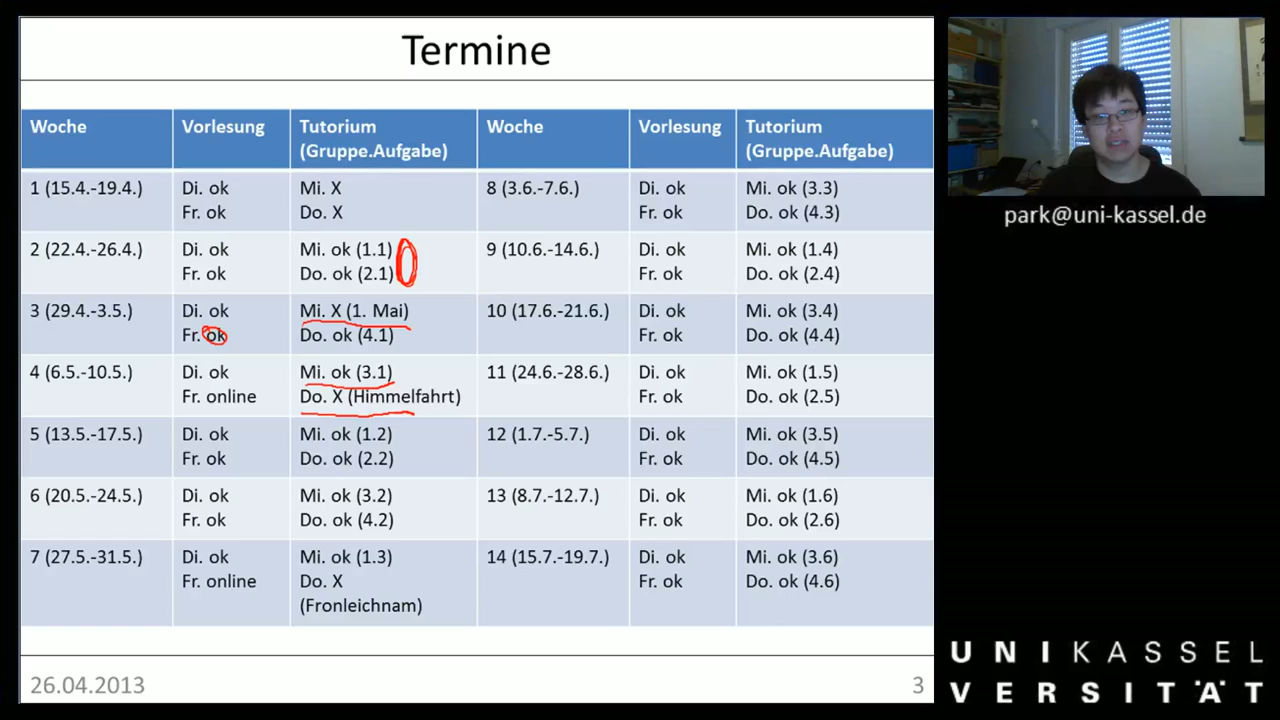 Termine
Woche Vorlesung Tutorium (Gruppe.Aufgabe) Woche Vorlesung Tutorium (Gruppe.Aufgabe)
1 (15.4.-19.4.) Di. ok Mi. X 8 (3.6.-7.6.) Di. ok Mi. ok (3.3)
Fr. ok Do. X Fr. ok Do. ok (4.3)
2 (22.4.-26.4.) Di. ok Mi. ok (1.1) 9 (10.6.-14.6.) Di. ok Mi. ok (1.4)
Fr. ok Do. ok (2.1) Fr. ok Do. ok (2.4)
3 (29.4.-3.5.) Di. ok Mi. X (1. Mai) 10 (17.6.-21.6.) Di. ok Mi. ok (3.4)
Fr. ok Do. ok (4.1) Fr. ok Do. ok (4.4)
4 (6.5.-10.5.) Di. ok Mi. ok (3.1) 11 (24.6.-28.6.) Di. ok Mi. ok (1.5)
Fr. online Do. X (Himmelfahrt) Fr. ok Do. ok (2.5)
5 (13.5.-17.5.) Di. ok Mi. ok (1.2) 12 (1.7.-5.7.) Di. ok Mi. ok (3.5)
Fr. ok Do. ok (2.2) Fr. ok Do. ok (4.5)
6 (20.5.-24.5.) Di. ok Mi. ok (3.2) 13 (8.7.-12.7.) Di. ok Mi. ok (1.6)
Fr. ok Do. ok (4.2) Fr. ok Do. ok (2.6)
7 (27.5.-31.5.) Di. ok Mi. ok (1.3) 14 (15.7.-19.7.) Di. ok Mi. ok (3.6)
Fr. online Do. X Fr. ok Do. ok (4.6)
(Fronleichnam)
26.04.2013 3
park@uni-kassel.de
UNIKASSEL
VERSITÄT